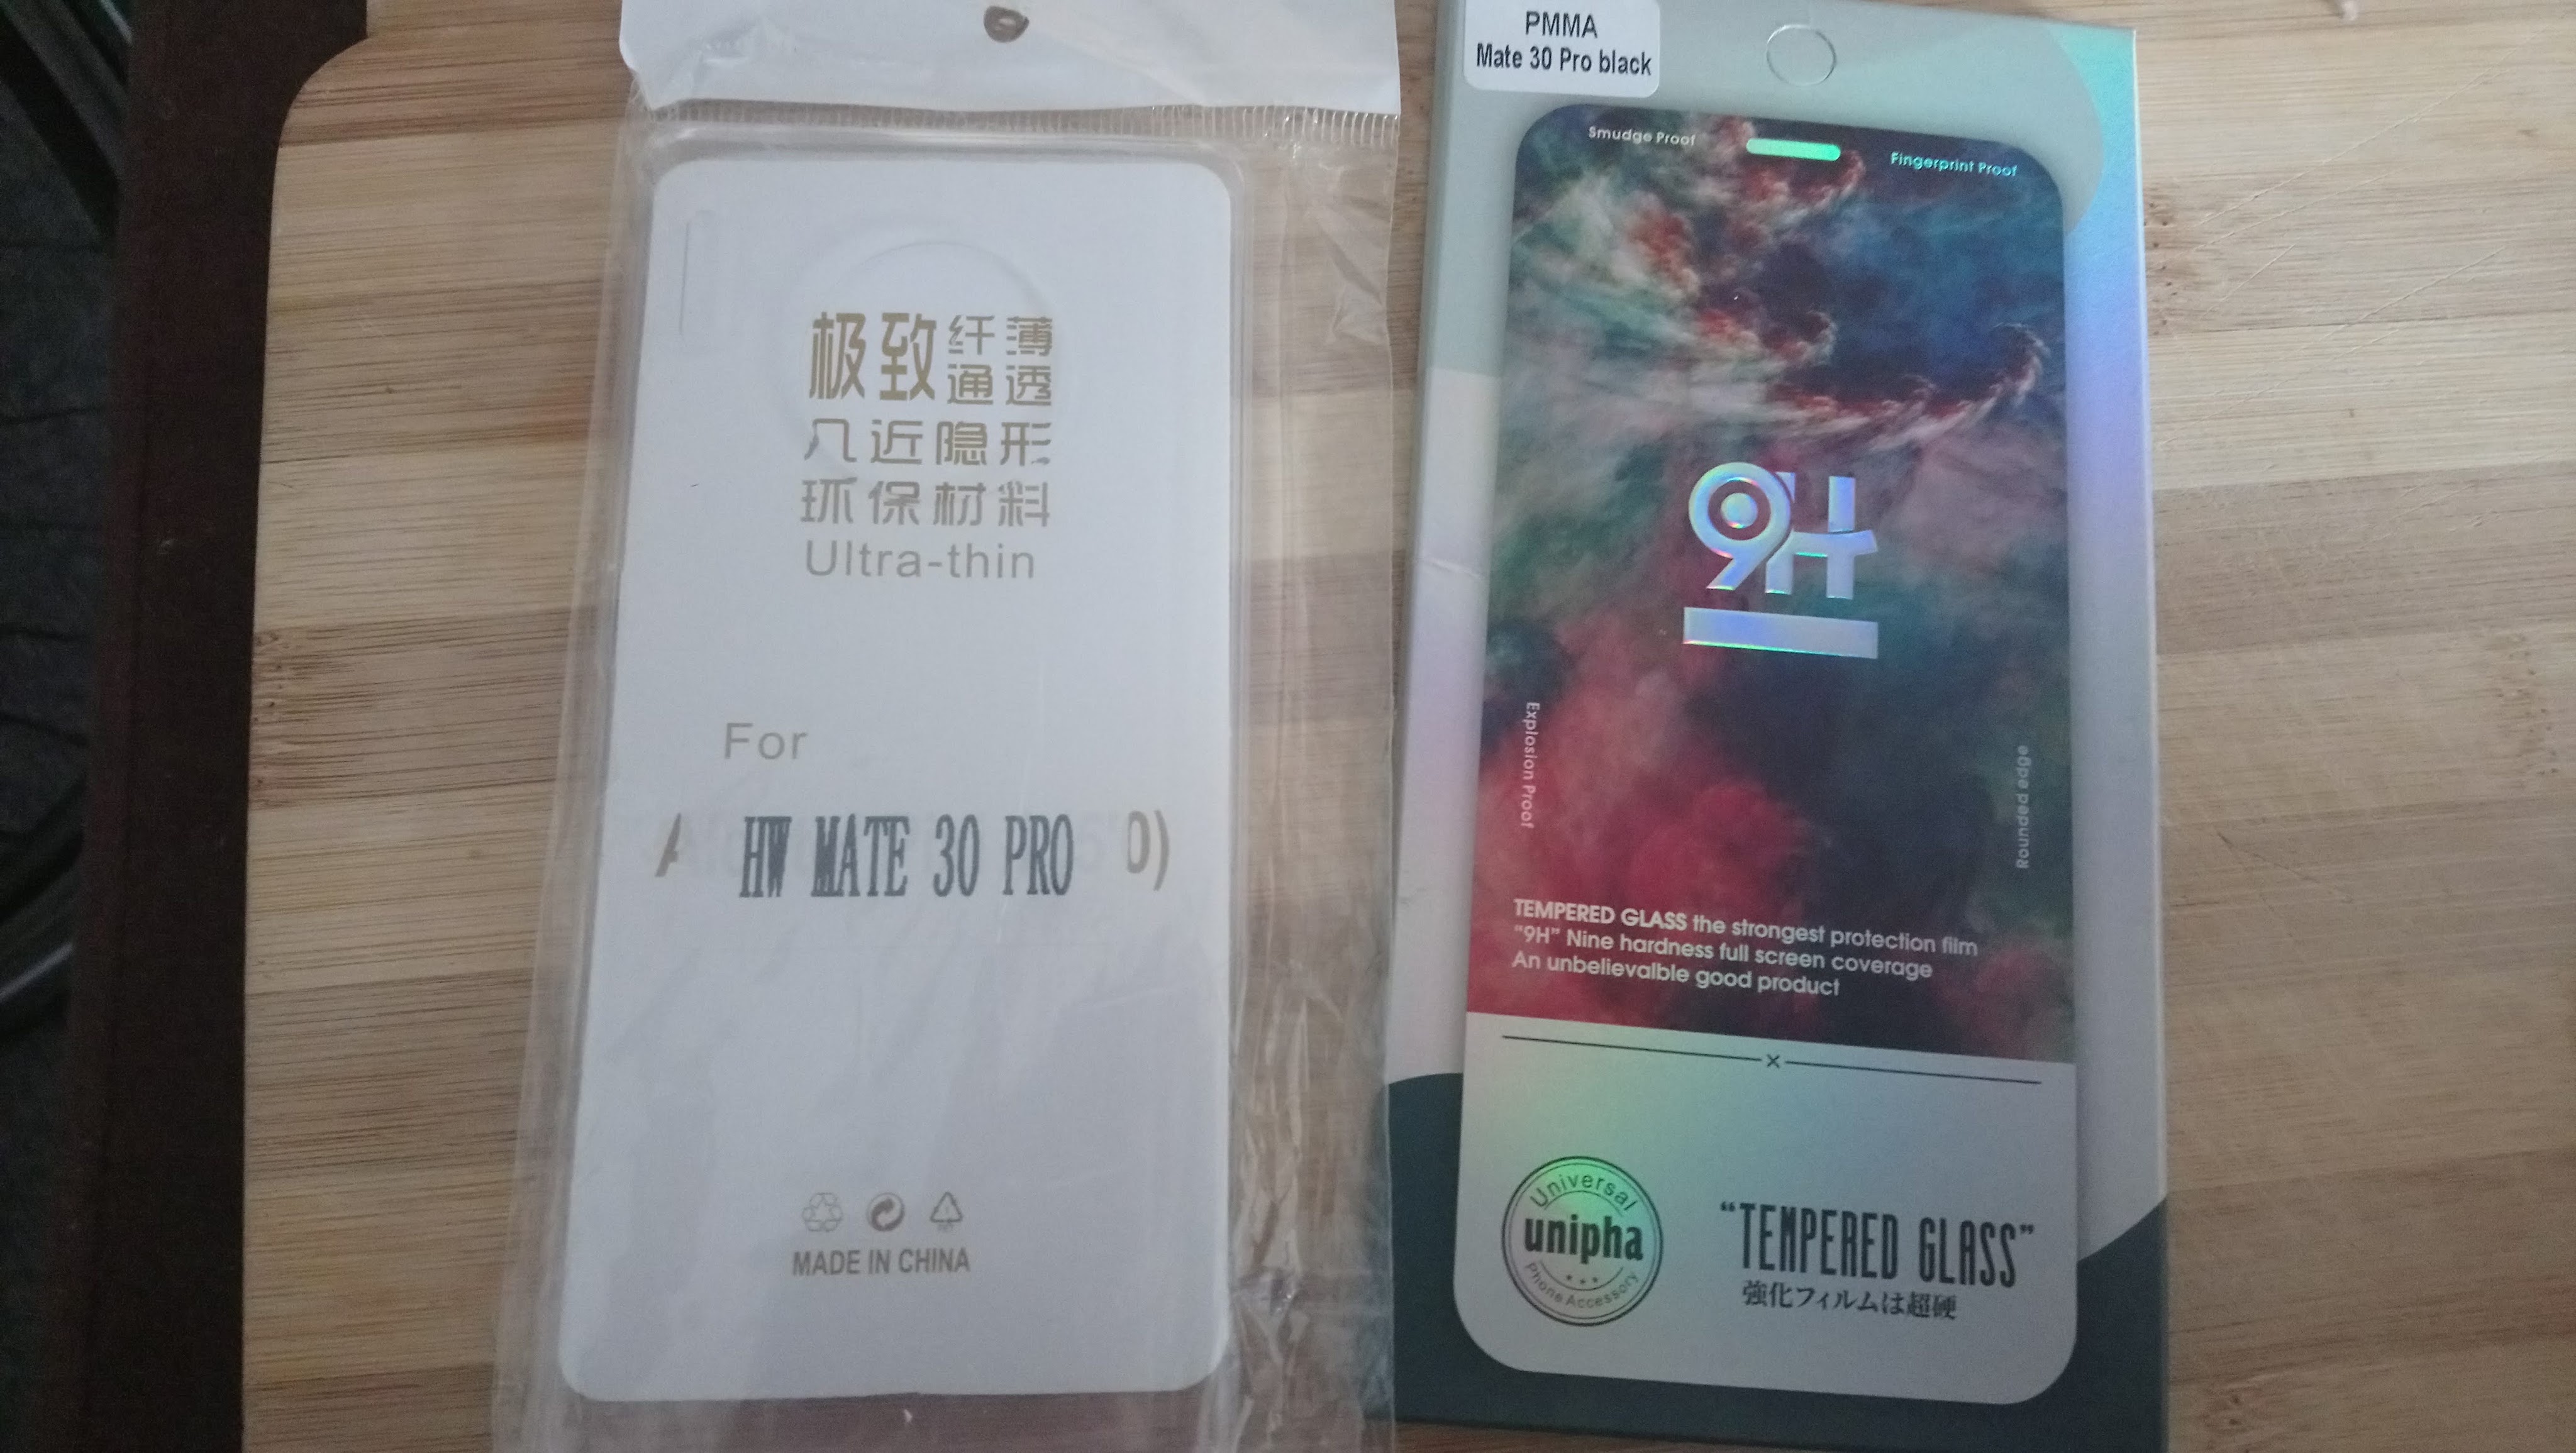 极致 纤薄
通透
几近隐形
环保材料
Ultra-thin
For
HW MATE 30 PRO
MADE IN CHINA
PMMA
Mate 30 Pro black
Smudge Proof
Fingerprint Proof
9H
Explosion Proof
Rounded edge
TEMPERED GLASS the strongest protection film
“9H” Nine hardness full screen coverage
An unbelievalble good product
Universal
unipha
Phone Accessory
“TEMPERED GLASS”
強化フィルムは超硬